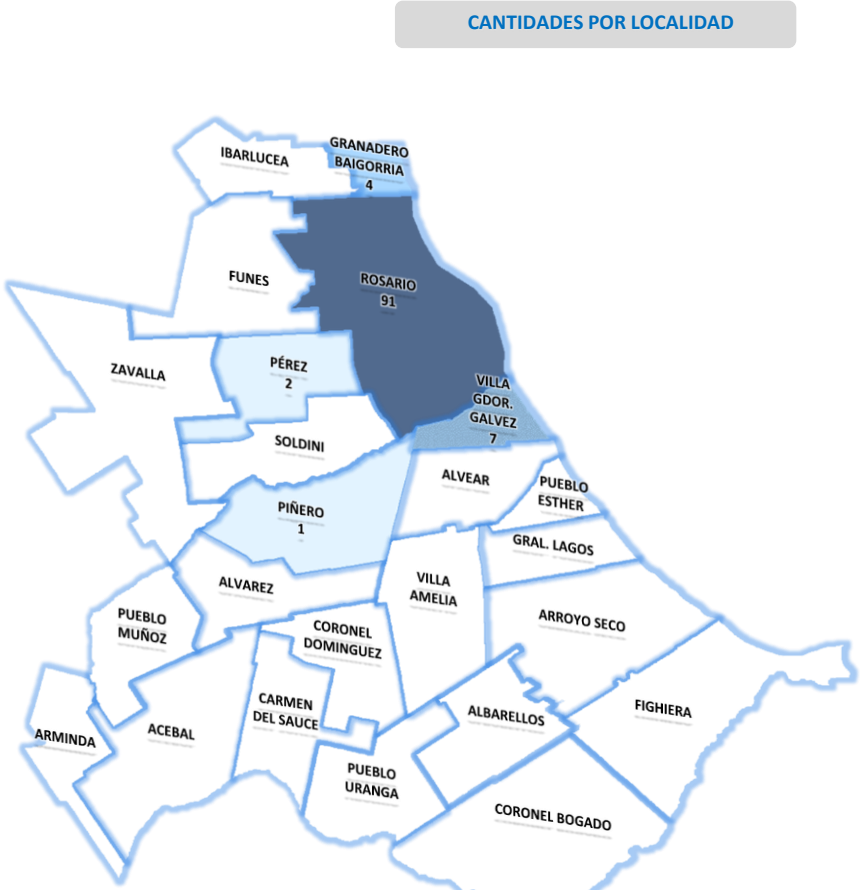 CANTIDADES POR LOCALIDAD
GRANADERO
BAIGORRIA
4
IBARLUCEA
FUNES
ROSARIO
91
ZAVALLA
PÉREZ
2
VILLA
GDOR.
GALVEZ
7
SOLDINI
ALVEAR
PUEBLO
ESTHER
PIÑERO
1
GRAL. LAGOS
ALVAREZ
VILLA
AMELIA
PUEBLO
MUÑOZ
CORONEL
DOMINGUEZ
ARROYO SECO
CARMEN
DEL SAUCE
ALBARELLOS
FIGHIERA
ARMINDA
ACEBAL
PUEBLO
URANGA
CORONEL BOGADO